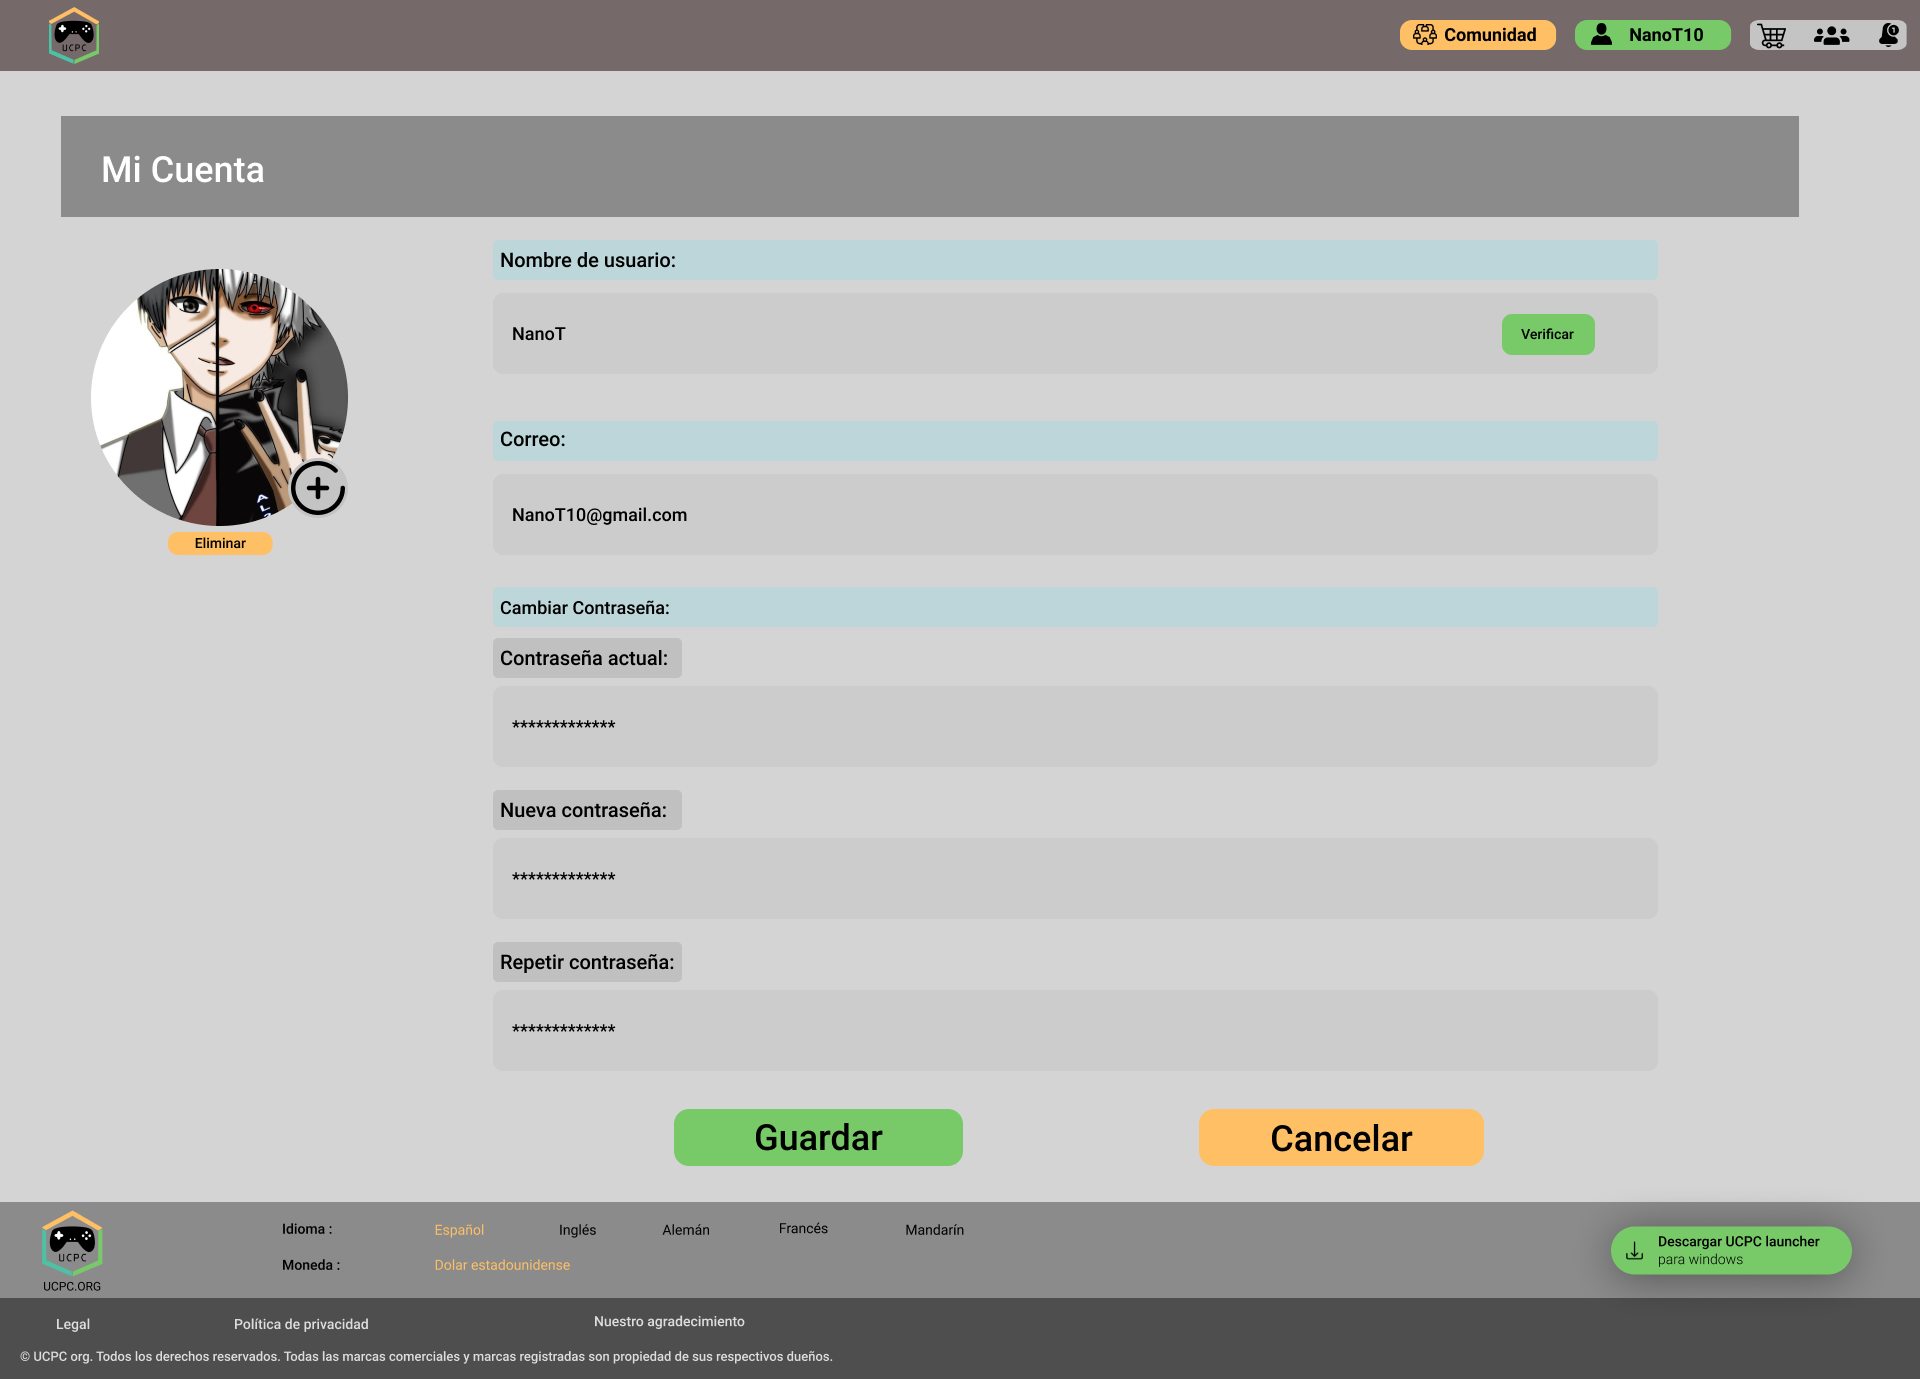 UCPC
Comunidad
NanoT10
1
Mi Cuenta
Nombre de usuario:
NanoT
Verificar
Correo:
NanoT10@gmail.com
Eliminar
Cambiar Contraseña:
Contraseña actual:
*************
Nueva contraseña:
*************
Repetir contraseña:
*************
Guardar
Cancelar
UCPC
UCPC.ORG
Idioma :
Español
Inglés
Alemán
Francés
Mandarín
Moneda :
Dolar estadounidense
Descargar UCPC launcher
para windows
Legal
Política de privacidad
Nuestro agradecimiento
© UCPC org. Todos los derechos reservados. Todas las marcas comerciales y marcas registradas son propiedad de sus respectivos dueños.